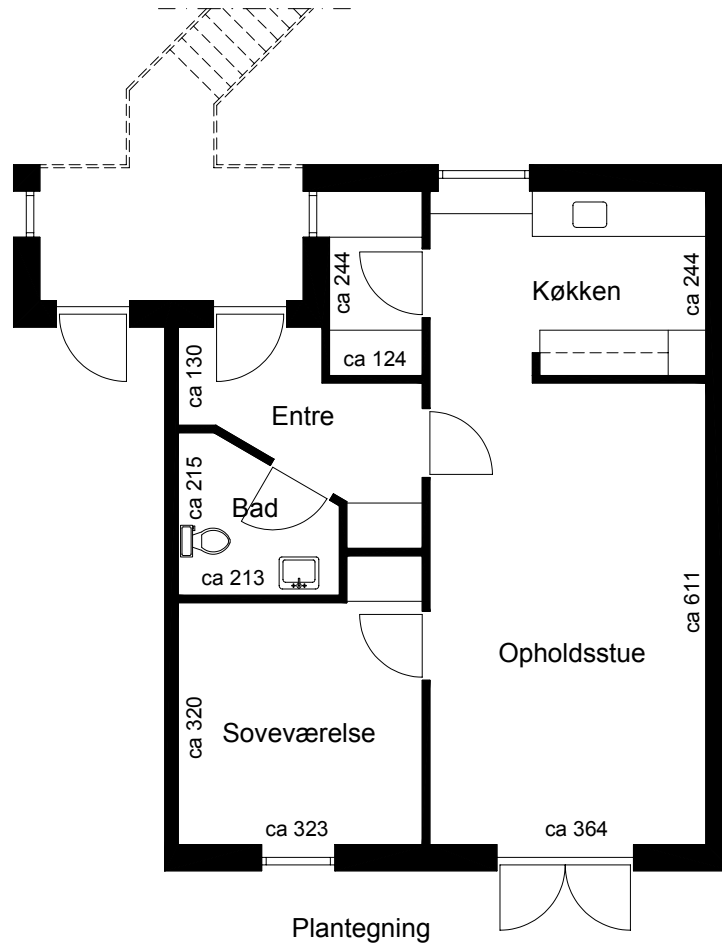 ca 244
Køkken
ca 244
ca 130
ca 124
Entre
ca 215
Bad
ca 213
ca 611
Opholdsstue
ca 320
Soveværelse
ca 323
ca 364
Plantegning